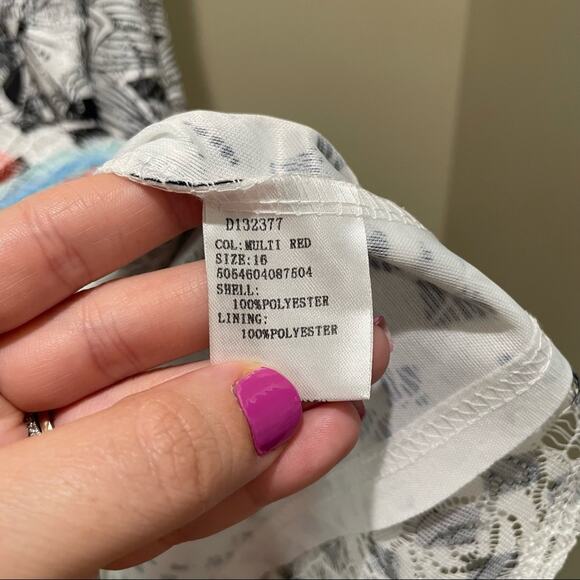 D132377
COL:MULTI RED
SIZE:16
5054604087504
SHELL:
100%POLYESTER
LINING:
100%POLYESTER